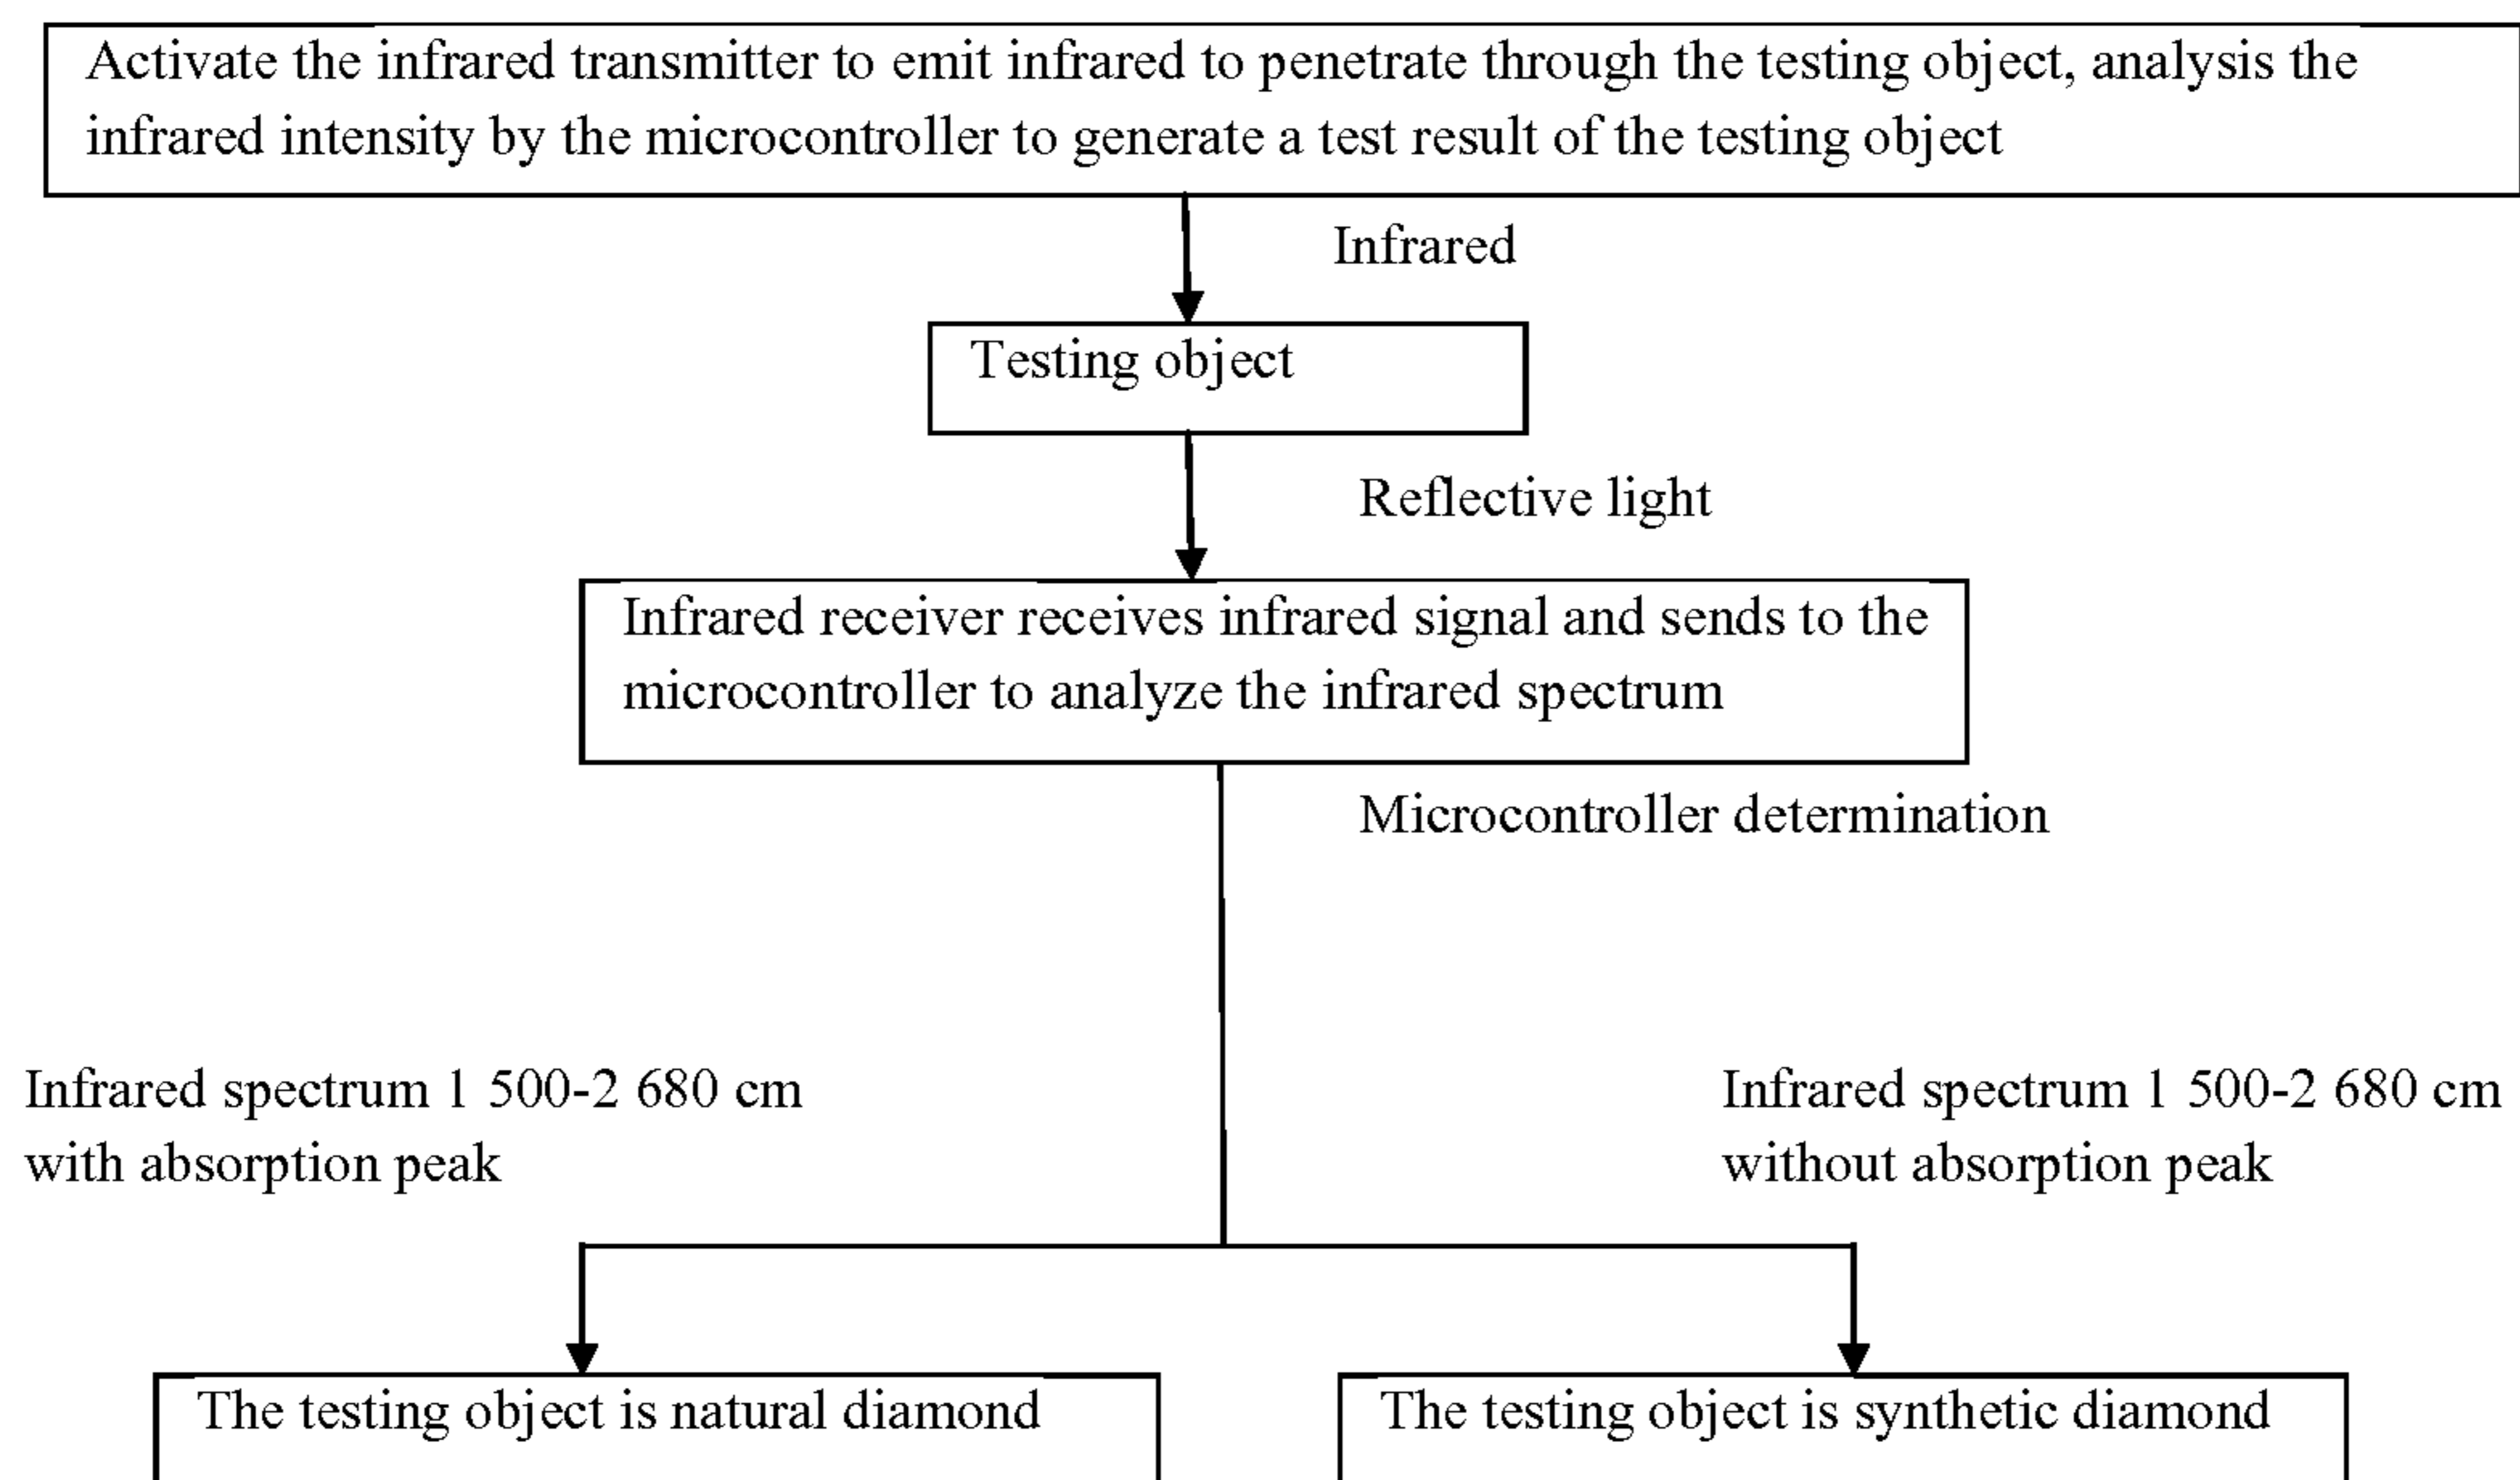 Activate the infrared transmitter to emit infrared to penetrate through the testing object, analysis the
infrared intensity by the microcontroller to generate a test result of the testing object
Infrared
Testing object
Reflective light
Infrared receiver receives infrared signal and sends to the
microcontroller to analyze the infrared spectrum
Microcontroller determination
Infrared spectrum 1 500-2 680 cm
with absorption peak
Infrared spectrum 1 500-2 680 cm
without absorption peak
The testing object is natural diamond
The testing object is synthetic diamond